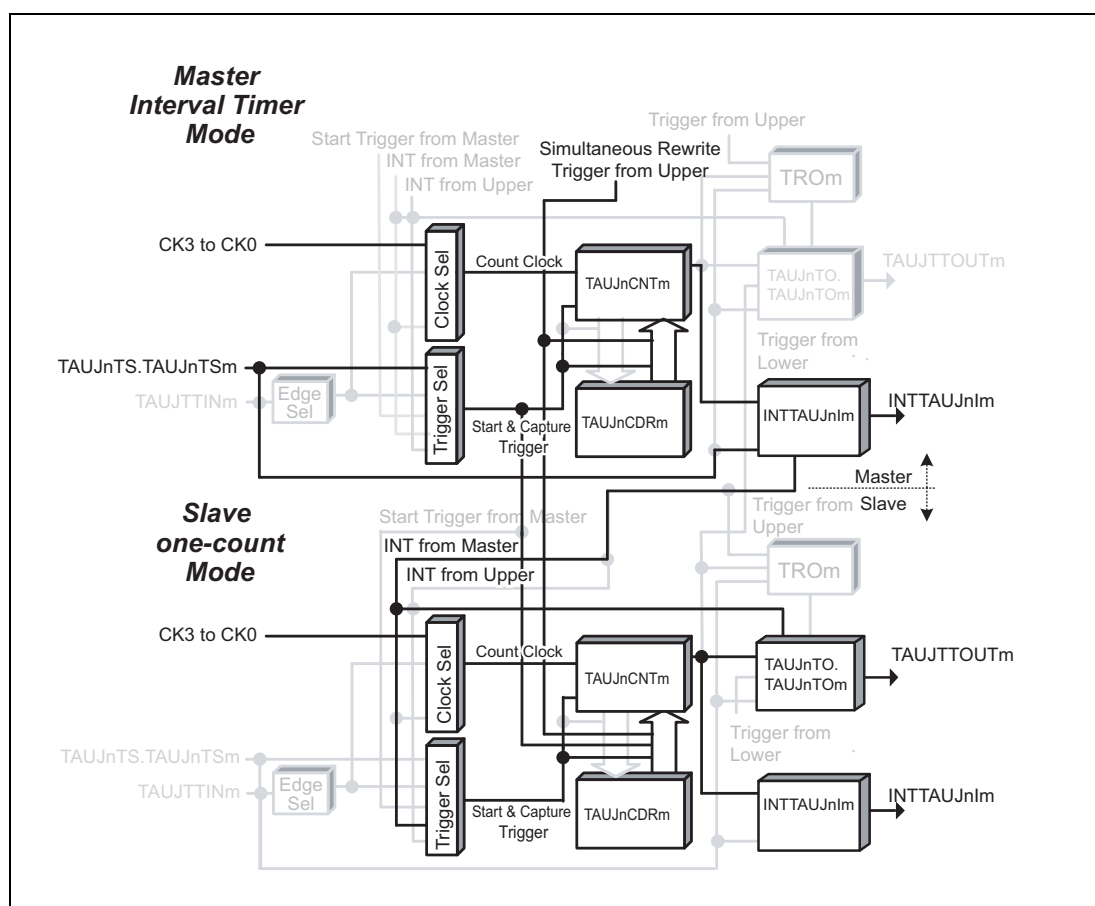 Master
Interval Timer
Mode
Start Trigger from Master
INT from Master
INT from Upper
Simultaneous Rewrite
Trigger from Upper
Trigger from Upper
TROm
CK3 to CK0
Clock Sel
Count Clock
TAUJnCNTm
TAUJnTO.
TAUJnTOm
TAUJTTOUTm
Trigger from
Lower
TAUJnTS.TAUJnTSm
TAUJTTINm
Edge
Sel
Trigger Sel
Start & Capture
Trigger
TAUJnCDRm
INTTAUJnIm
INTTAUJnIm
Master
Slave
Slave
one-count
Mode
Start Trigger from Master
INT from Master
INT from Upper
Trigger from
Upper
TROm
CK3 to CK0
Clock Sel
Count Clock
TAUJnCNTm
TAUJnTO.
TAUJnTOm
TAUJTTOUTm
Trigger from
Lower
TAUJnTS.TAUJnTSm
TAUJTTINm
Edge
Sel
Trigger Sel
Start & Capture
Trigger
TAUJnCDRm
INTTAUJnIm
INTTAUJnIm